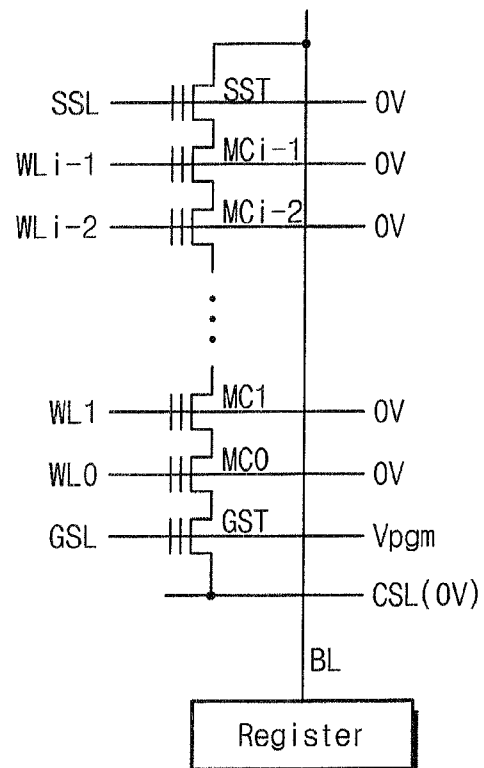 SSL SST 0V
WLi-1 MCi-1 0V
WLi-2 MCi-2 0V
WL1 MC1 0V
WL0 MC0 0V
GSL GST Vpgm
CSL(0V)
BL
Register